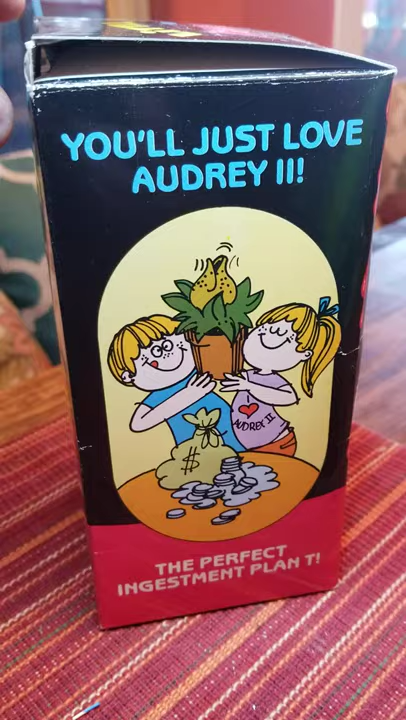 YOU'LL JUST LOVE
AUDREY II!
I
AUDREY II
$
THE PERFECT
INGESTMENT PLAN T!